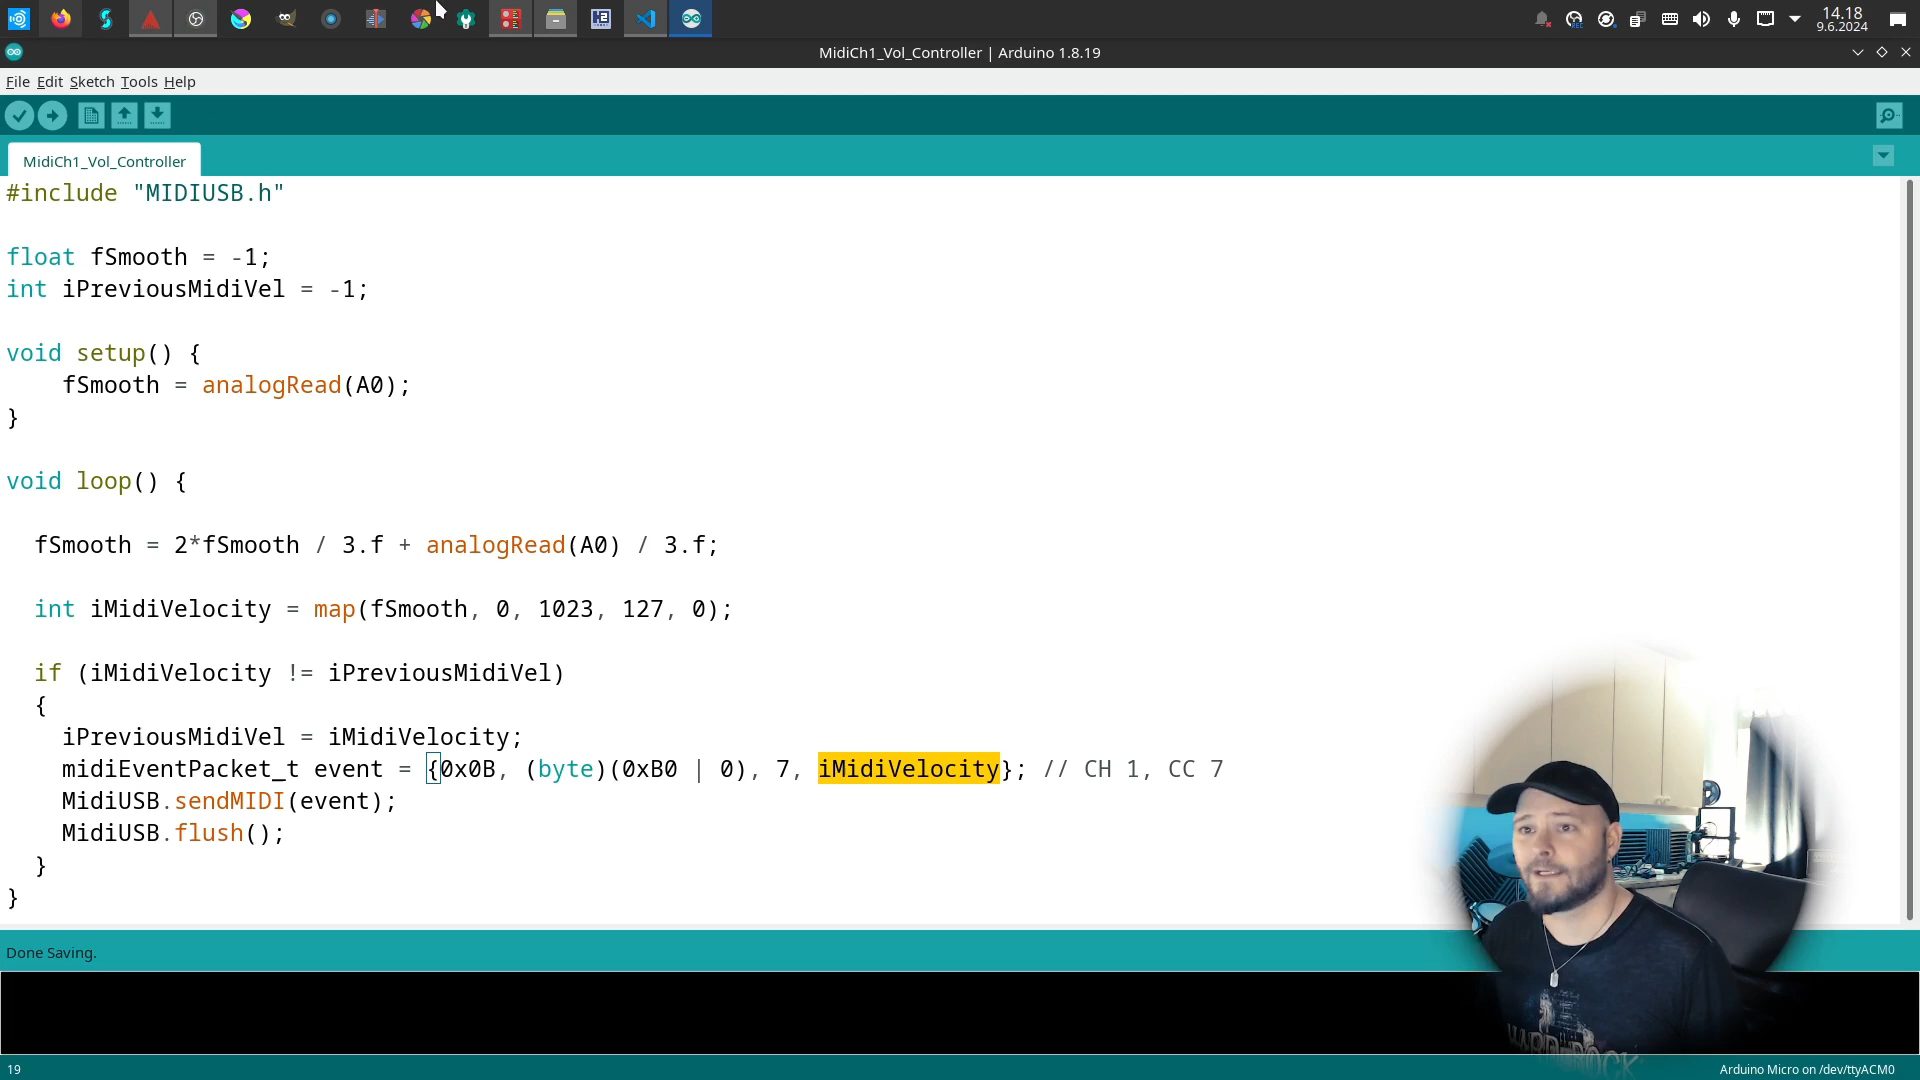 14.18
9.6.2024
MidiCh1_Vol_Controller | Arduino 1.8.19
File Edit Sketch Tools Help
MidiCh1_Vol_Controller
#include "MIDIUSB.h"
float fSmooth = -1;
int iPreviousMidiVel = -1;
void setup() {
fSmooth = analogRead(A0);
}
void loop() {
fSmooth = 2*fSmooth / 3.f + analogRead(A0) / 3.f;
int iMidiVelocity = map(fSmooth, 0, 1023, 127, 0);
if (iMidiVelocity != iPreviousMidiVel)
{
iPreviousMidiVel = iMidiVelocity;
midiEventPacket_t event = {0x0B, (byte)(0xB0 | 0), 7, iMidiVelocity}; // CH 1, CC 7
MidiUSB.sendMIDI(event);
MidiUSB.flush();
}
}
Done Saving.
19
Arduino Micro on /dev/ttyACM0